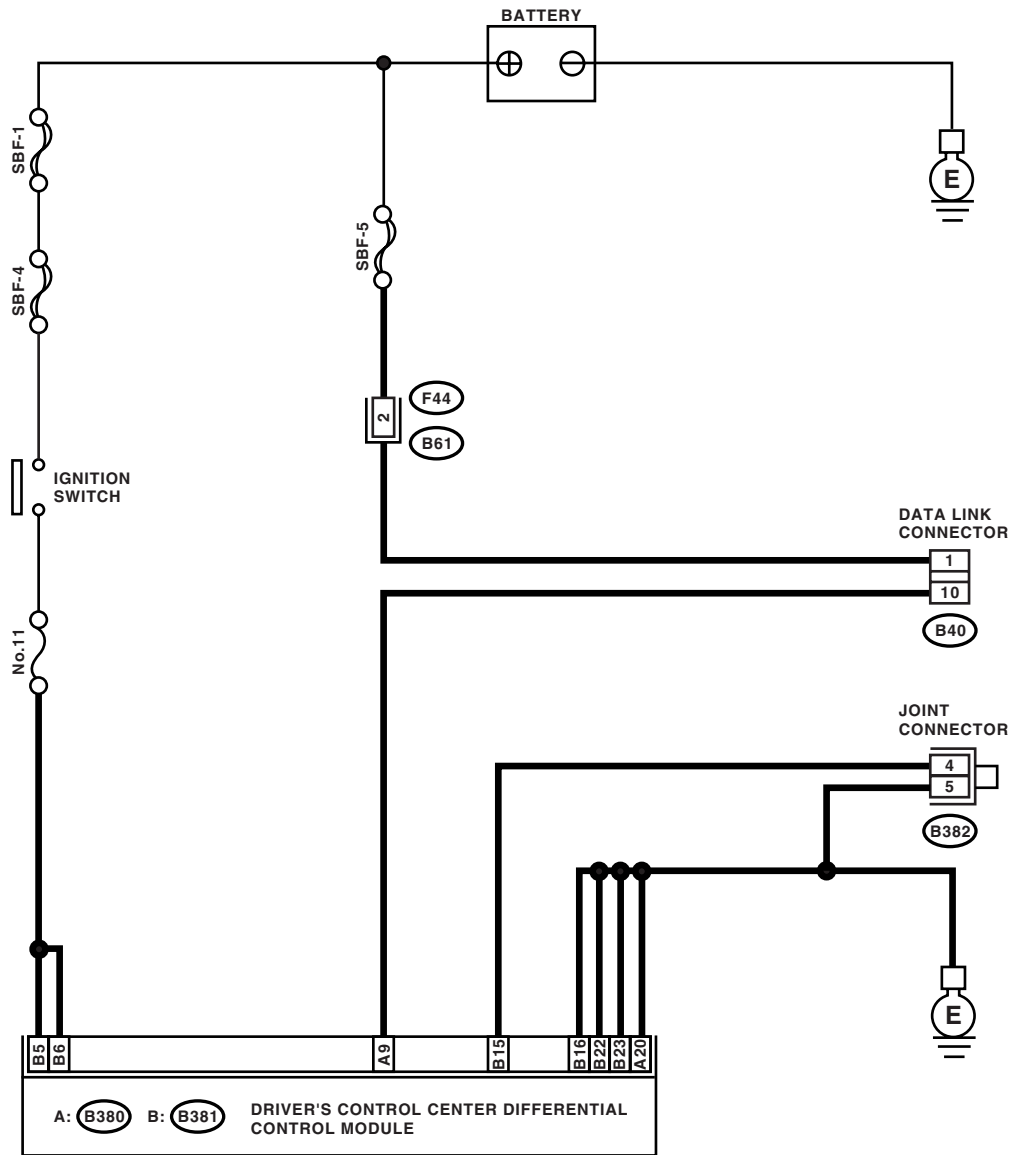 BATTERY
SBF-1
E
SBF-5
SBF-4
F44
2
B61
IGNITION
SWITCH
DATA LINK
CONNECTOR
1
10
No.11
B40
JOINT
CONNECTOR
4
5
B382
E
B5
B6
A9
B15
B16
B22
B23
A20
A: B380 B: B381 DRIVER'S CONTROL CENTER DIFFERENTIAL
CONTROL MODULE